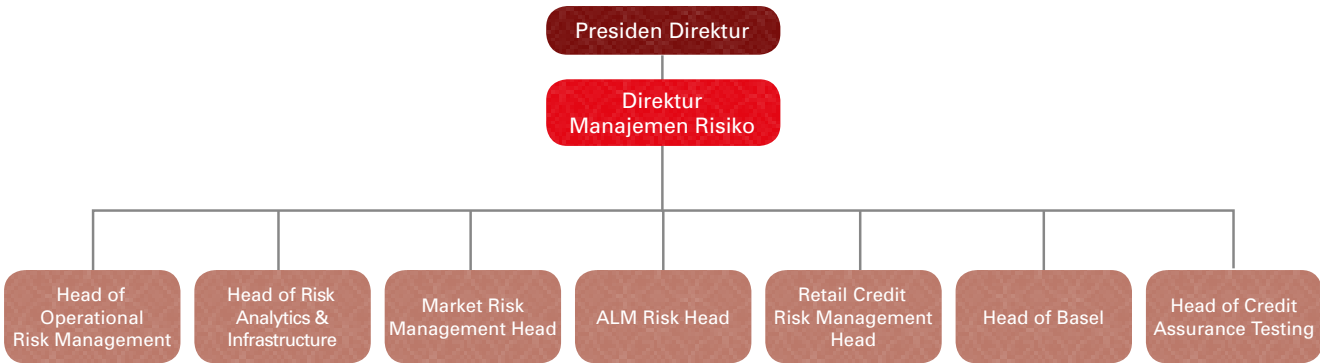 Presiden Direktur
Direktur
Manajemen Risiko
Head of
Operational
Risk Management
Head of Risk
Analytics &
Infrastructure
Market Risk
Management Head
ALM Risk Head
Retail Credit
Risk Management
Head
Head of Basel
Head of Credit
Assurance Testing